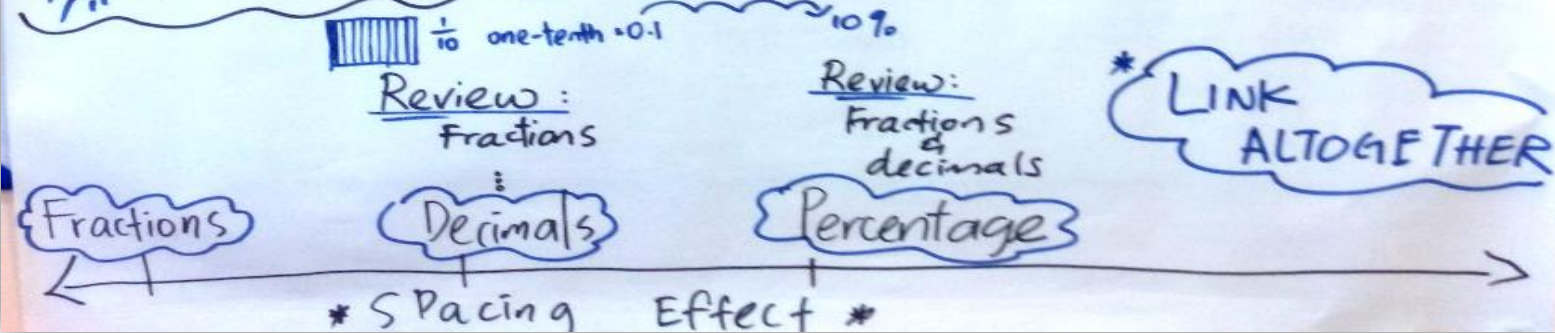 1/10 one-tenth = 0.1 10%
Review:
Fractions
Review:
Fractions
&
decimals
* LINK
ALTOGETHER
Fractions
Decimals
Percentage
* Spacing Effect *